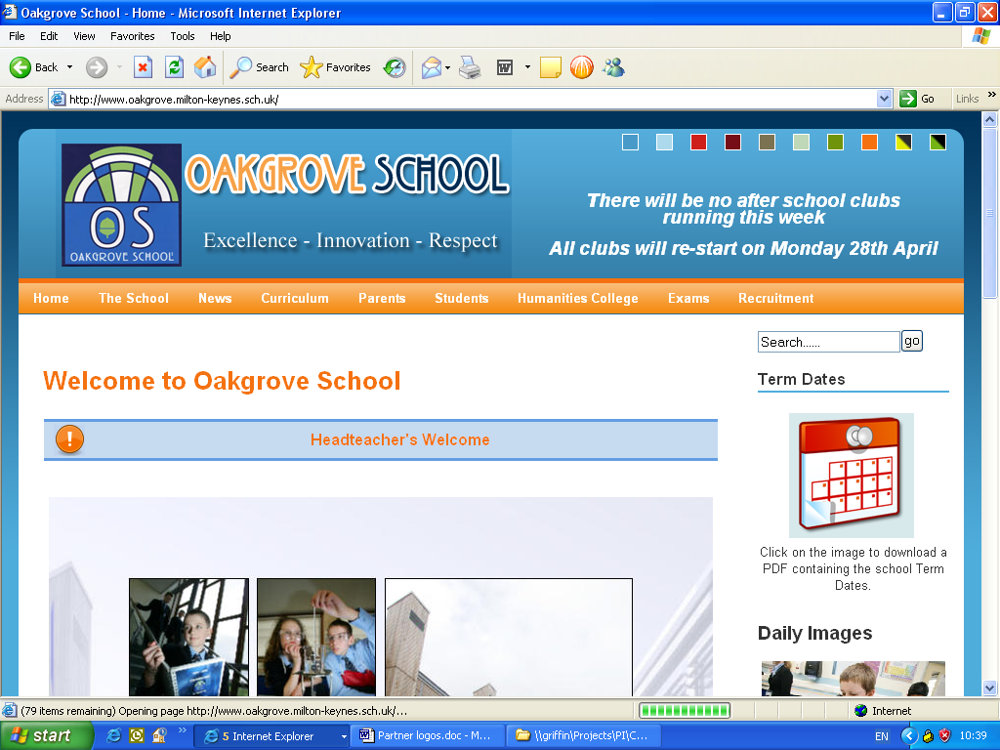 Oakgrove School - Home - Microsoft Internet Explorer
File Edit View Favorites Tools Help
Back Search Favorites
Address http://www.oakgrove.milton-keynes.sch.uk/ Go Links »
OAKGROVE SCHOOL
OS
OAKGROVE SCHOOL
Excellence - Innovation - Respect
There will be no after school clubs
running this week
All clubs will re-start on Monday 28th April
Home The School News Curriculum Parents Students Humanities College Exams Recruitment
Search...... go
Welcome to Oakgrove School
Term Dates
! Headteacher's Welcome
Click on the image to download a
PDF containing the school Term
Dates.
Daily Images
(79 items remaining) Opening page http://www.oakgrove.milton-keynes.sch.uk/... Internet
start » 5 Internet Explorer Partner logos.doc - M... \\griffin\Projects\PI\C... EN 10:39